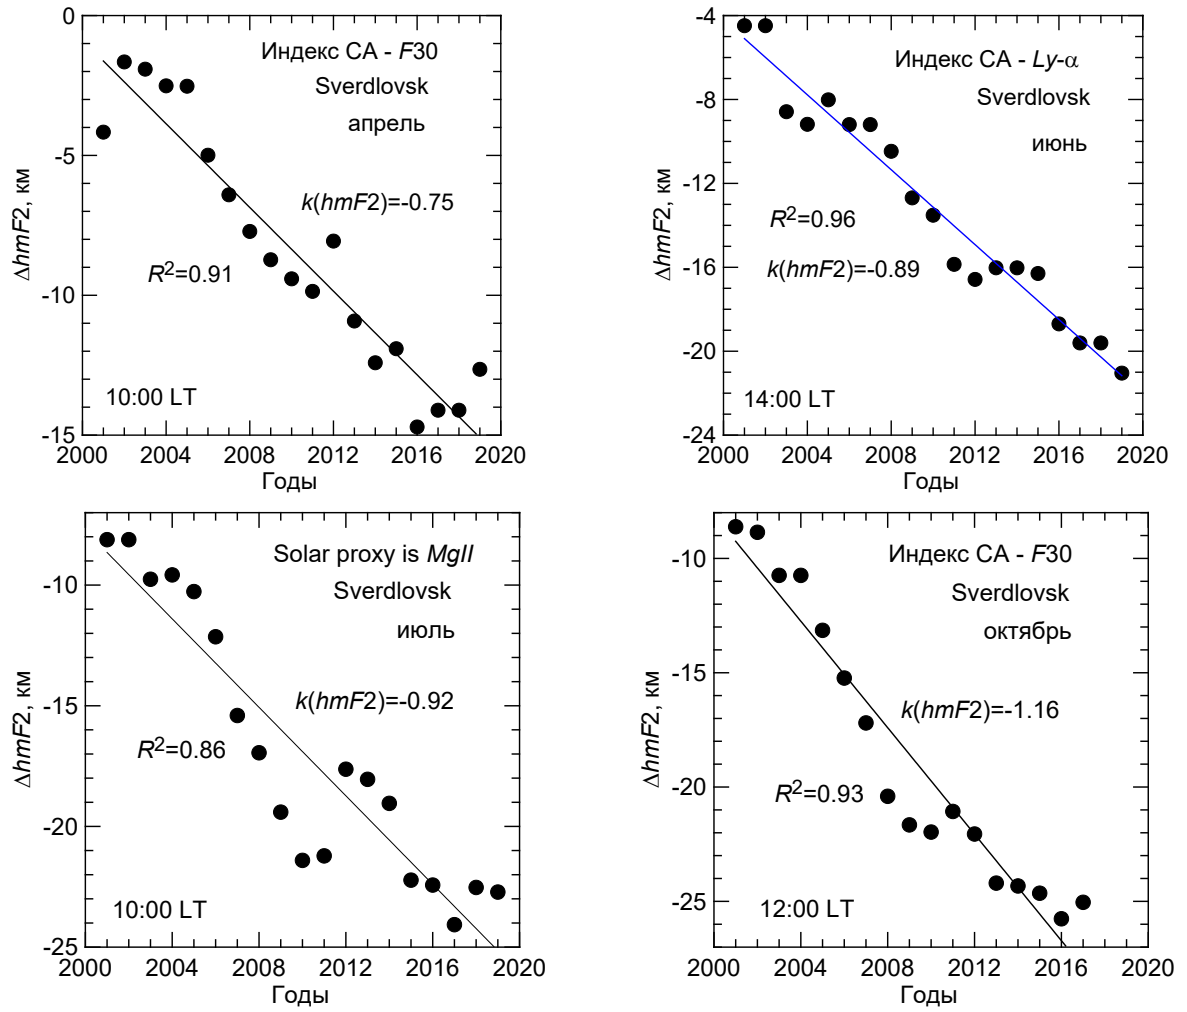 0
-5
-10
-15
ΔhmF2, км
Индекс СА - F30
Sverdlovsk
апрель
k(hmF2)=-0.75
R2=0.91
10:00 LT
2000 2004 2008 2012 2016 2020
Годы
-4
-8
-12
-16
-20
-24
ΔhmF2, км
Индекс СА - Ly-α
Sverdlovsk
июнь
R2=0.96
k(hmF2)=-0.89
14:00 LT
2000 2004 2008 2012 2016 2020
Годы
-10
-15
-20
-25
ΔhmF2, км
Solar proxy is MgII
Sverdlovsk
июль
k(hmF2)=-0.92
R2=0.86
10:00 LT
2000 2004 2008 2012 2016 2020
Годы
-10
-15
-20
-25
ΔhmF2, км
Индекс СА - F30
Sverdlovsk
октябрь
k(hmF2)=-1.16
R2=0.93
12:00 LT
2000 2004 2008 2012 2016 2020
Годы